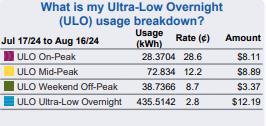 What is my Ultra-Low Overnight
(ULO) usage breakdown?
Jul 17/24 to Aug 16/24 Usage (kWh) Rate (¢) Amount
ULO On-Peak 28.3704 28.6 $8.11
ULO Mid-Peak 72.834 12.2 $8.89
ULO Weekend Off-Peak 38.7366 8.7 $3.37
ULO Ultra-Low Overnight 435.5142 2.8 $12.19